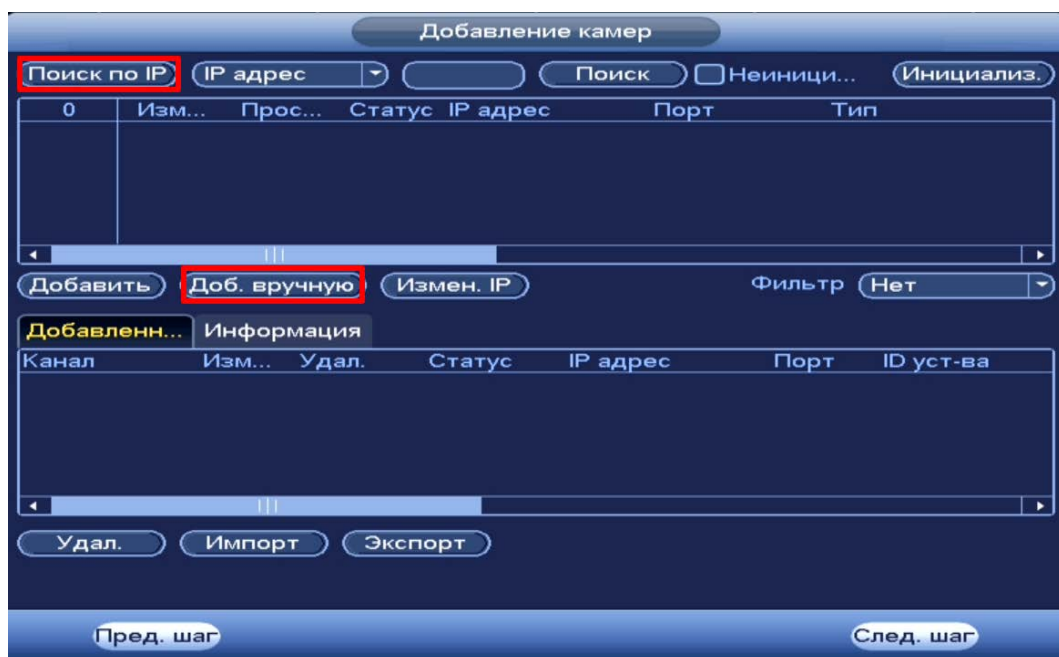 Добавление камер
Поиск по IP IP адрес Поиск Неиници... Инициализ.
0 Изм... Прос... Статус IP адрес Порт Тип
Добавить Доб. вручную Измен. IP Фильтр Нет
Добавленн... Информация
Канал Изм... Удал. Статус IP адрес Порт ID уст-ва
Удал. Импорт Экспорт
Пред. шаг След. шаг